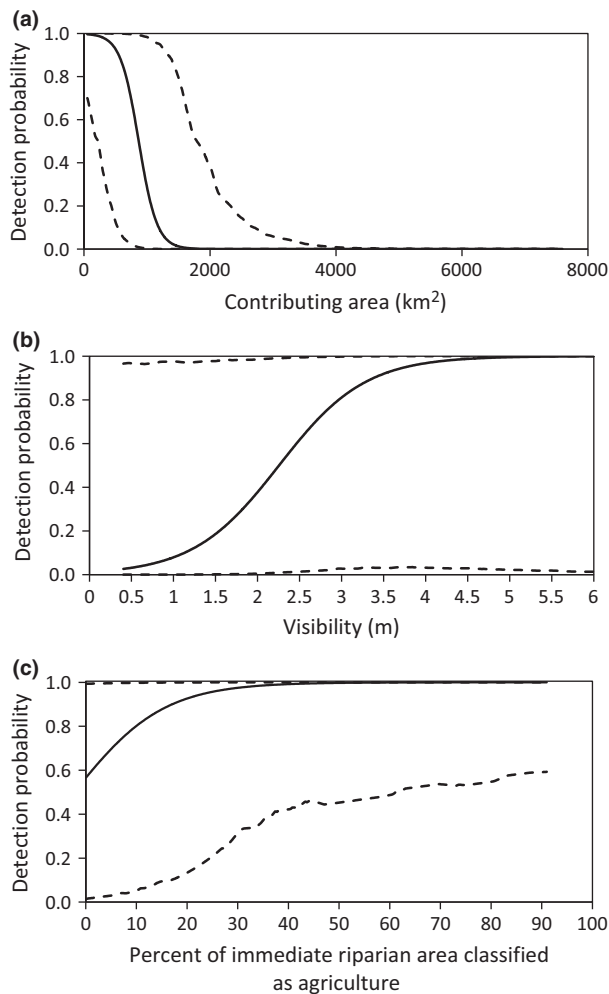 (a)
1.0
0.8
0.6
0.4
0.2
0.0
Detection probability
0 2000 4000 6000 8000
Contributing area (km²)
(b)
1.0
0.8
0.6
0.4
0.2
0.0
Detection probability
0 0.5 1 1.5 2 2.5 3 3.5 4 4.5 5 5.5 6
Visibility (m)
(c)
1.0
0.8
0.6
0.4
0.2
0.0
Detection probability
0 10 20 30 40 50 60 70 80 90 100
Percent of immediate riparian area classified
as agriculture